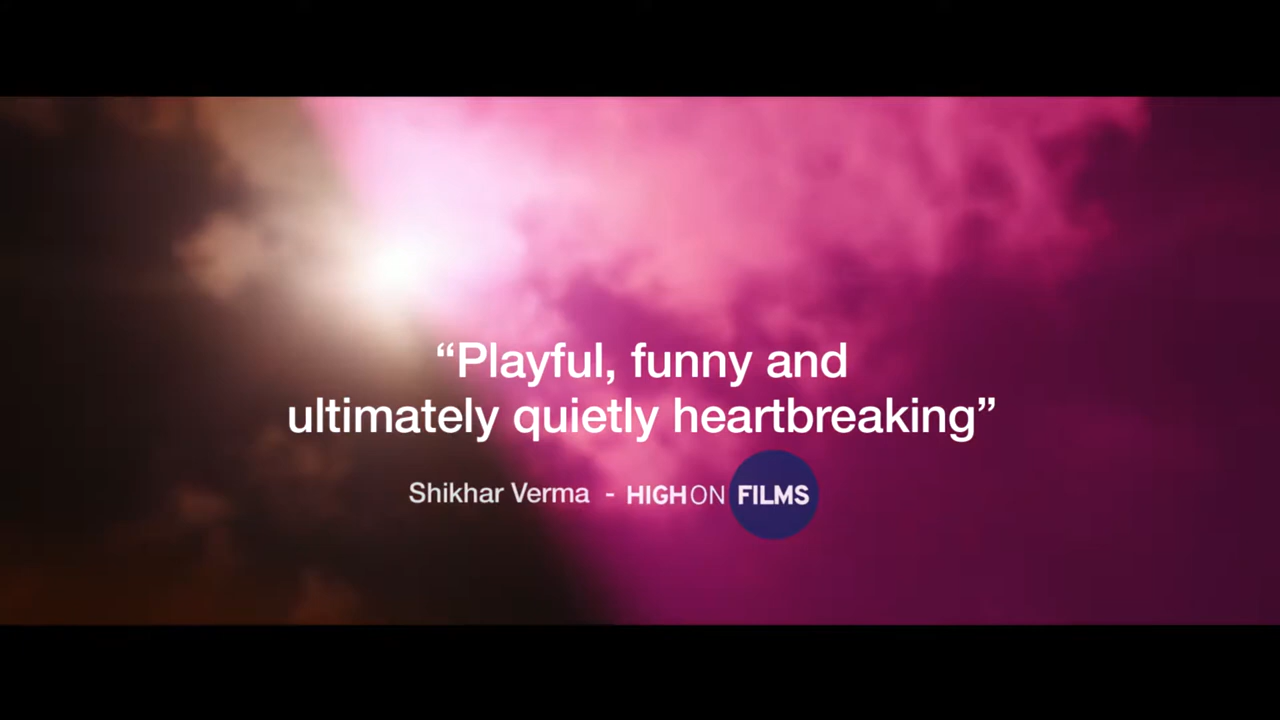 “Playful, funny and
ultimately quietly heartbreaking”
Shikhar Verma - HIGH ON FILMS